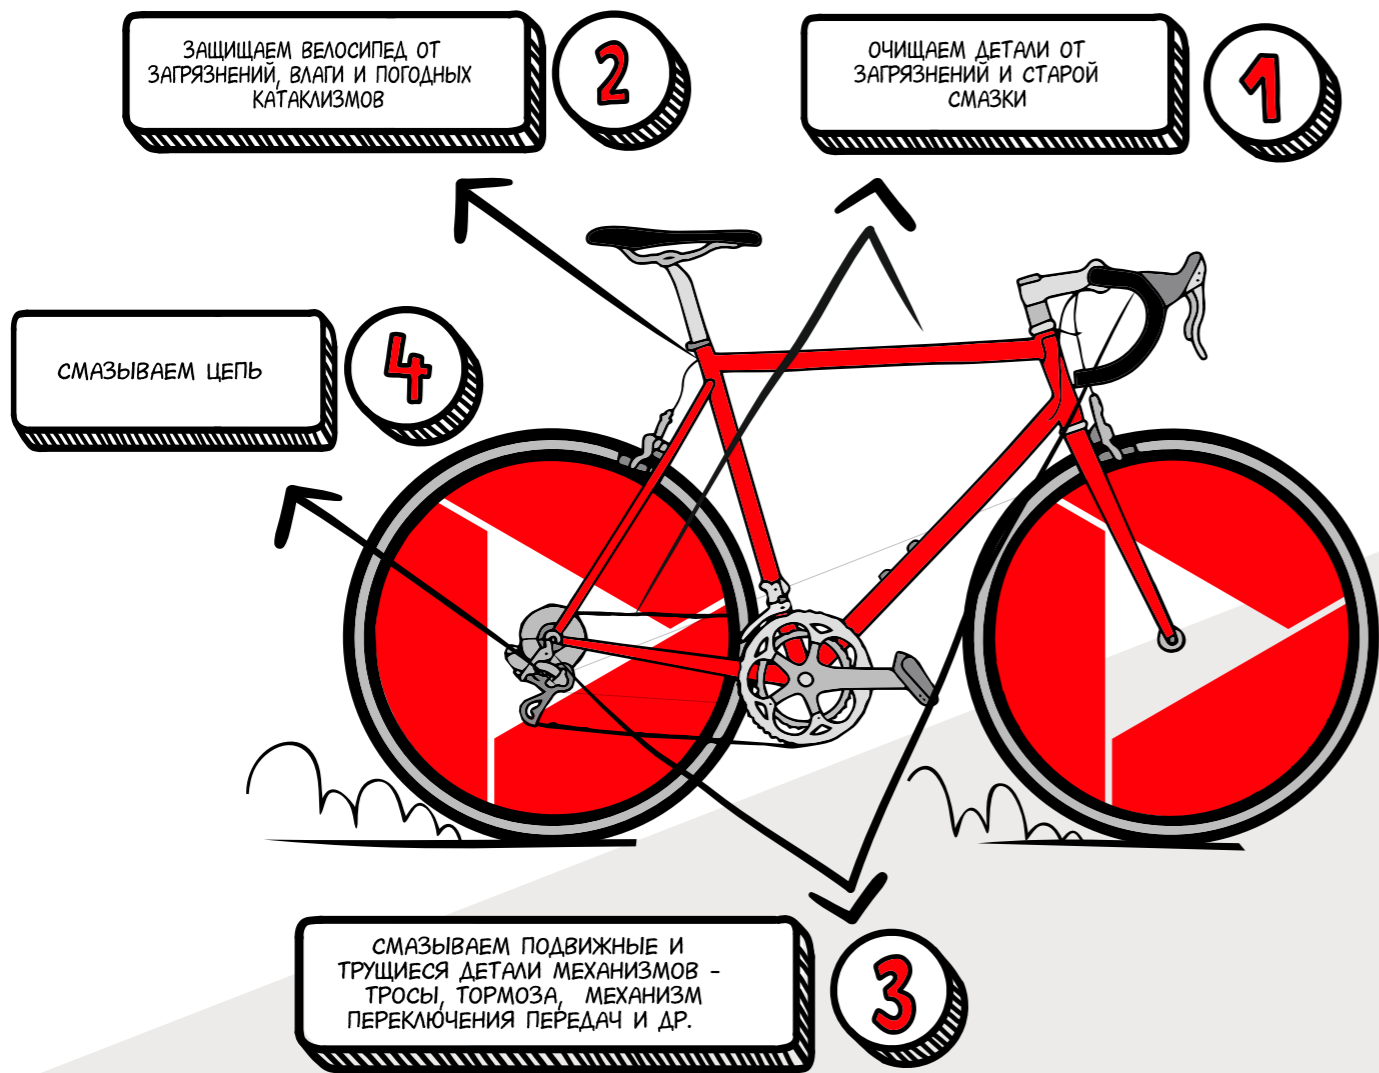 ОЧИЩАЕМ ДЕТАЛИ ОТ
ЗАГРЯЗНЕНИЙ И СТАРОЙ
СМАЗКИ
1
ЗАЩИЩАЕМ ВЕЛОСИПЕД ОТ
ЗАГРЯЗНЕНИЙ, ВЛАГИ И ПОГОДНЫХ
КАТАКЛИЗМОВ
2
СМАЗЫВАЕМ ПОДВИЖНЫЕ И
ТРУЩИЕСЯ ДЕТАЛИ МЕХАНИЗМОВ -
ТРОСЫ, ТОРМОЗА, МЕХАНИЗМ
ПЕРЕКЛЮЧЕНИЯ ПЕРЕДАЧ И ДР.
3
СМАЗЫВАЕМ ЦЕПЬ
4